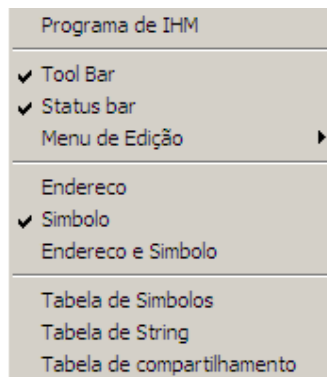 Programa de IHM
Tool Bar
Status bar
Menu de Edição
Endereco
Simbolo
Endereco e Simbolo
Tabela de Simbolos
Tabela de String
Tabela de compartilhamento